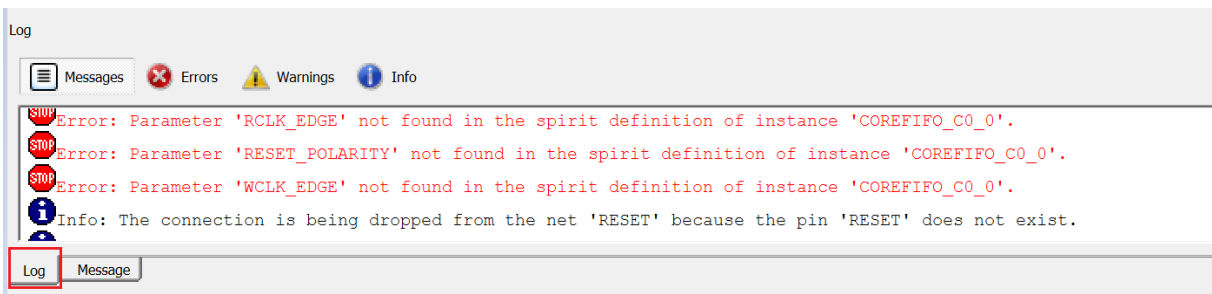 Log
Messages Errors Warnings Info
STOP Error: Parameter 'RCLK_EDGE' not found in the spirit definition of instance 'COREFIFO_C0_0'.
STOP Error: Parameter 'RESET_POLARITY' not found in the spirit definition of instance 'COREFIFO_C0_0'.
STOP Error: Parameter 'WCLK_EDGE' not found in the spirit definition of instance 'COREFIFO_C0_0'.
Info: The connection is being dropped from the net 'RESET' because the pin 'RESET' does not exist.
Log Message